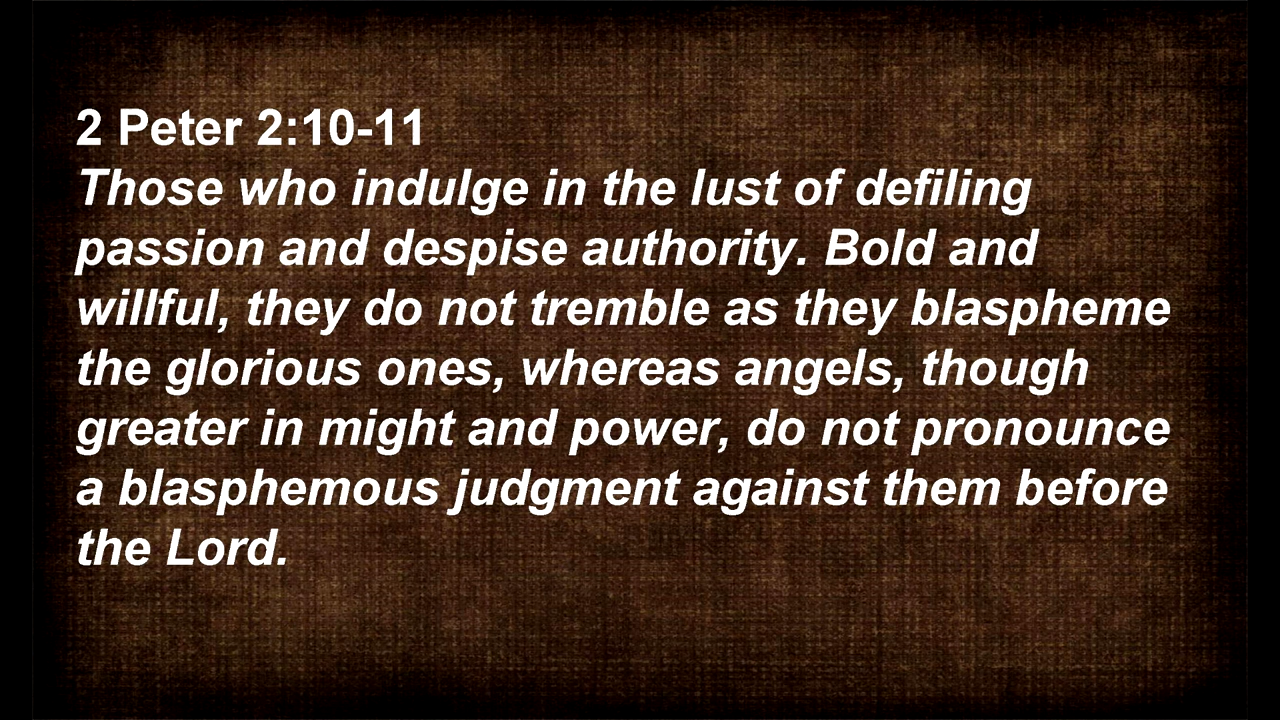 2 Peter 2:10-11
Those who indulge in the lust of defiling
passion and despise authority. Bold and
willful, they do not tremble as they blaspheme
the glorious ones, whereas angels, though
greater in might and power, do not pronounce
a blasphemous judgment against them before
the Lord.